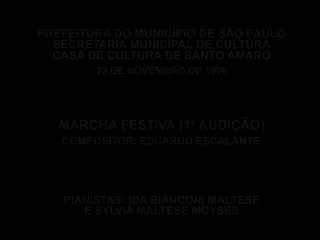 PREFEITURA DO MUNICÍPIO DE SÃO PAULO
SECRETARIA MUNICIPAL DE CULTURA
CASA DE CULTURA DE SANTO AMARO
22 DE NOVEMBRO DE 1996
MARCHA FESTIVA (1ª AUDIÇÃO)
COMPOSITOR: EDUARDO ESCALANTE
PIANISTAS: IDA BIANCONI MALTESE
E SYLVIA MALTESE MOYSES